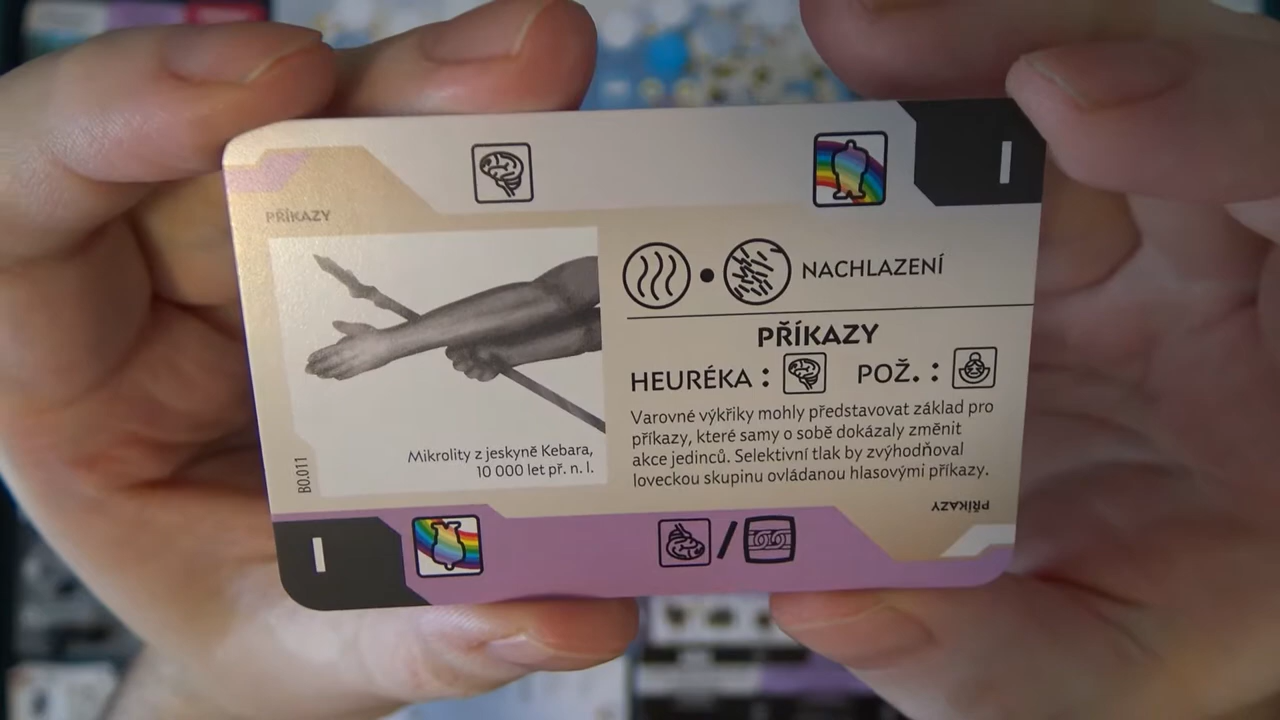 I
PŘÍKAZY
NACHLAZENÍ
PŘÍKAZY
HEURÉKA :
POŽ. :
Varovné výkřiky mohly představovat základ pro
příkazy, které samy o sobě dokázaly změnit
akce jedinců. Selektivní tlak by zvýhodňoval
loveckou skupinu ovládanou hlasovými příkazy.
Mikrolity z jeskyně Kebara,
10 000 let př. n. l.
B0.011
PŘÍKAZY
I
/